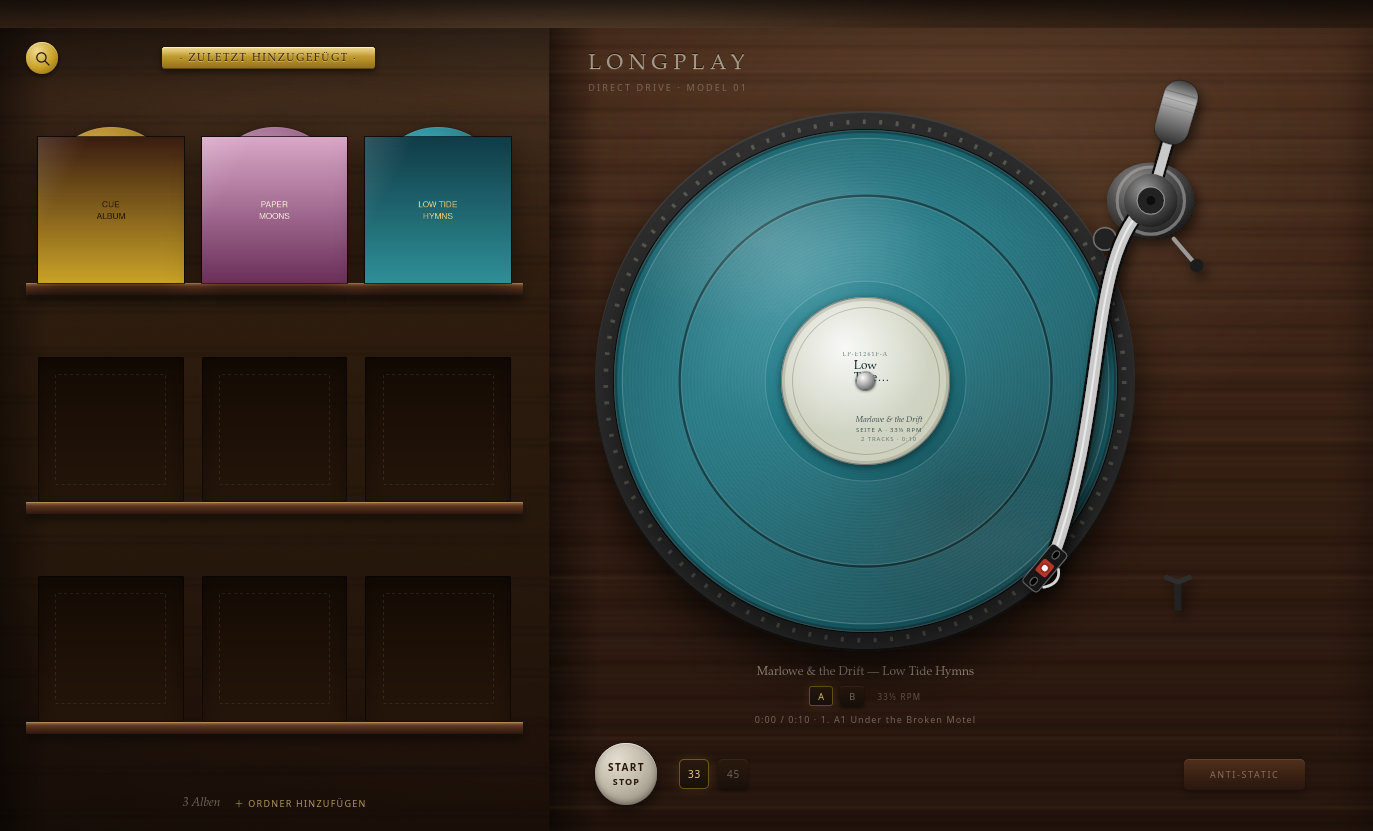 · ZULETZT HINZUGEFÜGT ·
CUE
ALBUM
PAPER
MOONS
LOW TIDE
HYMNS
3 Alben
+ ORDNER HINZUFÜGEN
LONGPLAY
DIRECT DRIVE · MODEL 01
Low
Marlowe & the Drift
SEITE A · 33⅓ RPM
2 TRACKS · 0:10
Marlowe & the Drift — Low Tide Hymns
A B 33⅓ RPM
0:00 / 0:10 · 1. A1 Under the Broken Motel
START
STOP
33 45
ANTI-STATIC